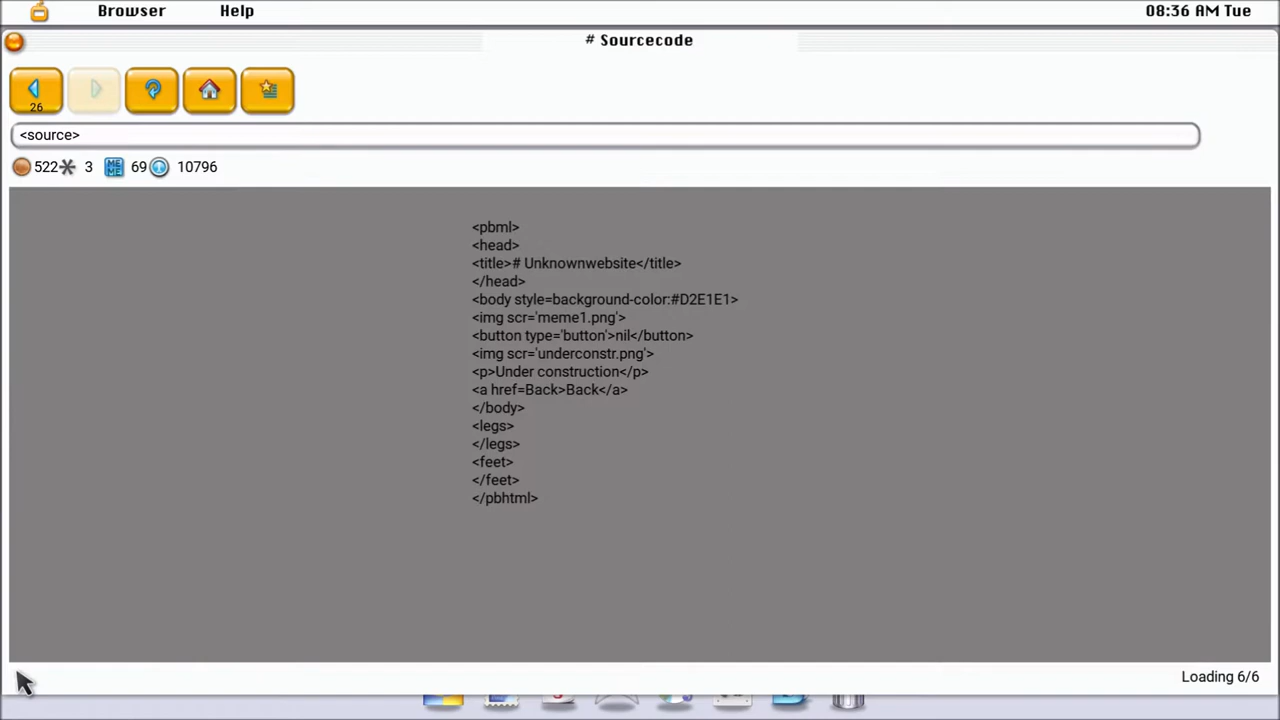 Browser Help 08:36 AM Tue
# Sourcecode
26
<source>
522 3 MEME 69 10796
<pbml>
<head>
<title># Unknownwebsite</title>
</head>
<body style=background-color:#D2E1E1>
<img scr='meme1.png'>
<button type='button'>nil</button>
<img scr='underconstr.png'>
<p>Under construction</p>
<a href=Back>Back</a>
</body>
<legs>
</legs>
<feet>
</feet>
</pbhtml>
Loading 6/6